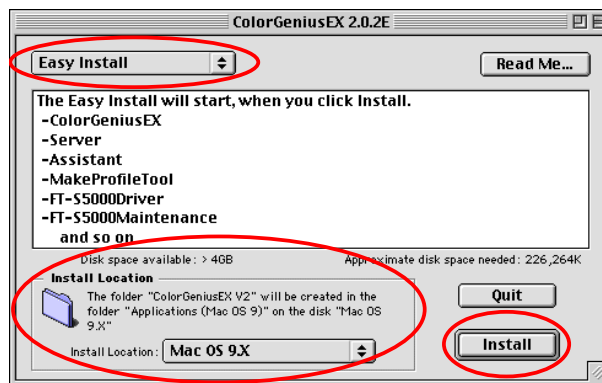 ColorGeniusEX 2.0.2E
Easy Install
Read Me...
The Easy Install will start, when you click Install.
-ColorGeniusEX
-Server
-Assistant
-MakeProfileTool
-FT-S5000Driver
-FT-S5000Maintenance
and so on
Disk space available: > 4GB
Approximate disk space needed: 226,264K
Install Location
The folder "ColorGeniusEX V2" will be created in the
folder "Applications (Mac OS 9)" on the disk "Mac OS
9.X"
Install Location: Mac OS 9.X
Quit
Install